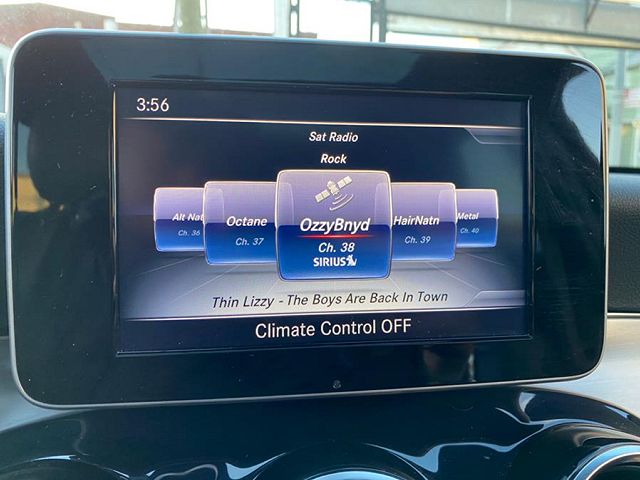 3:56
Sat Radio
Rock
Alt Nat
Ch. 36
Octane
Ch. 37
OzzyBnyd
Ch. 38
SIRIUS
HairNatn
Ch. 39
Metal
Ch. 40
Thin Lizzy - The Boys Are Back In Town
Climate Control OFF